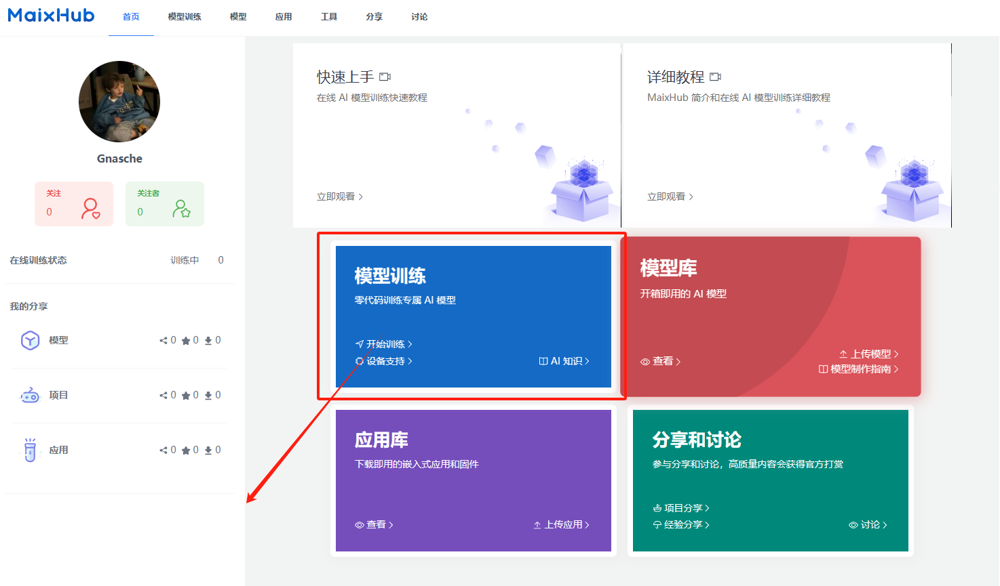 MaixHub
首页
模型训练
模型
应用
工具
分享
讨论
Gnasche
关注
0
关注者
0
在线训练状态 训练中 0
我的分享
模型 0 0 0
项目 0 0 0
应用 0 0 0
快速上手
在线 AI 模型训练快速教程
立即观看
详细教程
MaixHub 简介和在线 AI 模型训练详细教程
立即观看
模型训练
零代码训练专属 AI 模型
开始训练
设备支持
AI 知识
模型库
开箱即用的 AI 模型
查看
上传模型
模型制作指南
应用库
下载即用的嵌入式应用和固件
查看
上传应用
分享和讨论
参与分享和讨论，高质量内容会获得官方打赏
项目分享
经验分享
讨论